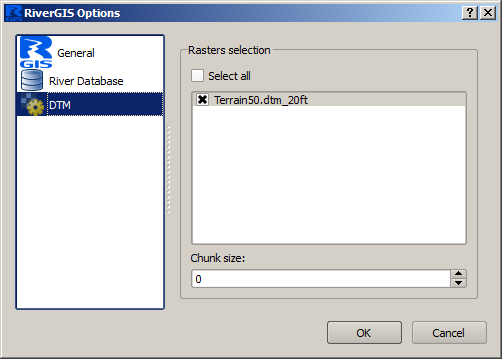 RiverGIS Options
R
GIS
General
River Database
DTM
Rasters selection
Select all
Terrain50.dtm_20ft
Chunk size:
0
OK
Cancel